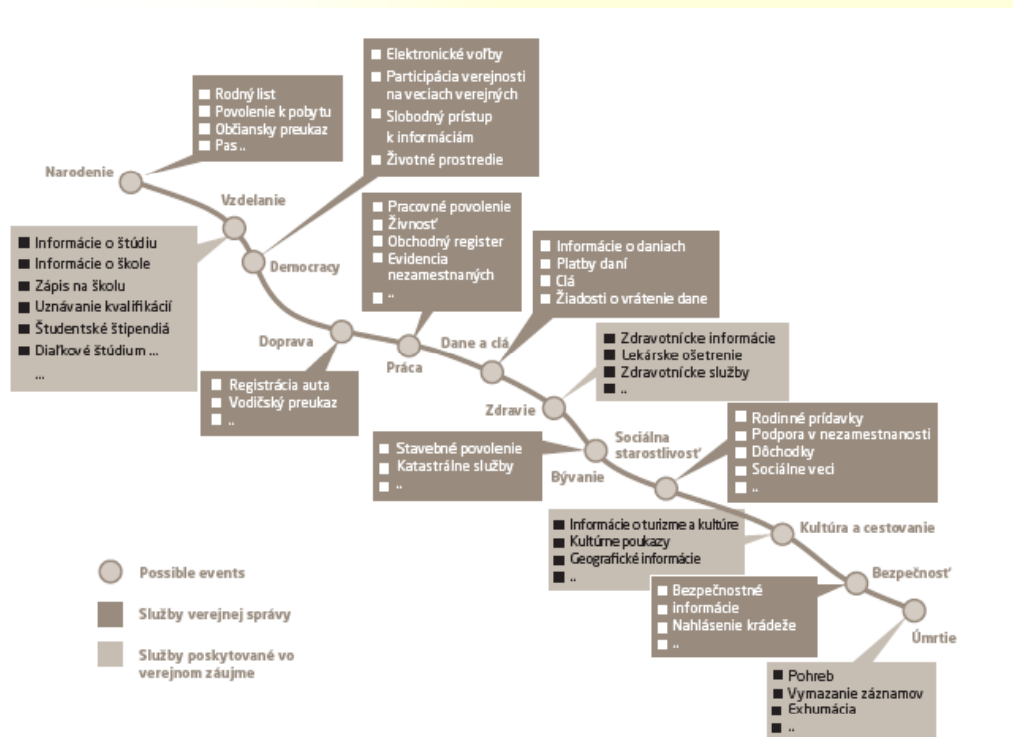 Elektronické voľby
Participácia verejnosti
na veciach verejných
Slobodný prístup
k informáciám
Životné prostredie
Rodný list
Povolenie k pobytu
Občiansky preukaz
Pas ..
Narodenie
Vzdelanie
Informácie o štúdiu
Informácie o škole
Zápis na školu
Uznávanie kvalifikácií
Študentské štipendiá
Diaľkové štúdium ...
...
Democracy
Pracovné povolenie
Živnosť
Obchodný register
Evidencia
nezamestnaných
..
Informácie o daniach
Platby daní
Clá
Žiadosti o vrátenie dane
Doprava
Práca
Dane a clá
Registrácia auta
Vodičský preukaz
..
Zdravotnícke informácie
Lekárske ošetrenie
Zdravotnícke služby
..
Zdravie
Stavebné povolenie
Katastrálne služby
..
Bývanie
Sociálna
starostlivosť
Rodinné prídavky
Podpora v nezamestnanosti
Dôchodky
Sociálne veci
..
Informácie o turizme a kultúre
Kultúrne poukazy
Geografické informácie
..
Kultúra a cestovanie
Bezpečnostné
informácie
Nahlásenie krádeže
..
Bezpečnosť
Úmrtie
Pohreb
Vymazanie záznamov
Exhumácia
..
Possible events
Služby verejnej správy
Služby poskytované vo
verejnom záujme